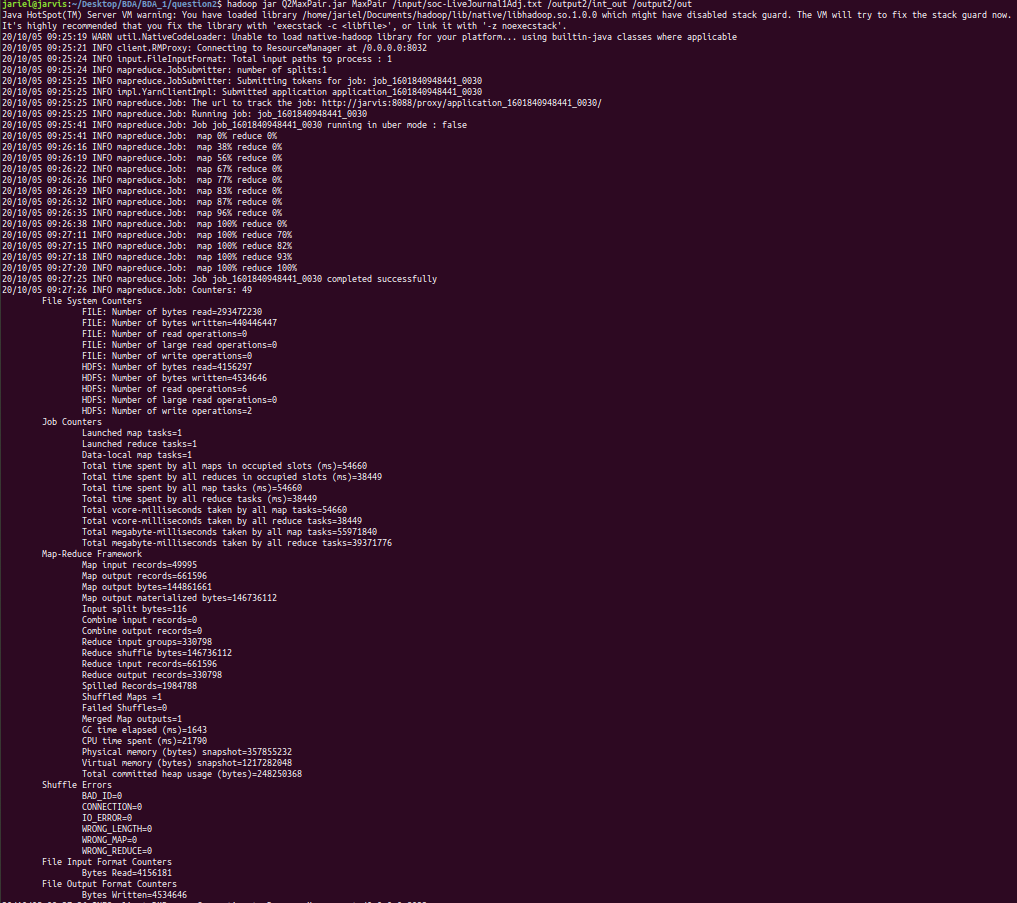 jariel@jarvis:~/Desktop/BDA/BDA_1/question2$ hadoop jar Q2MaxPair.jar MaxPair /input/soc-LiveJournal1Adj.txt /output2/int_out /output2/out
Java HotSpot(TM) Server VM warning: You have loaded library /home/jariel/Documents/hadoop/lib/native/libhadoop.so.1.0.0 which might have disabled stack guard. The VM will try to fix the stack guard now.
It's highly recommended that you fix the library with 'execstack -c <libfile>', or link it with '-z noexecstack'.
20/10/05 09:25:19 WARN util.NativeCodeLoader: Unable to load native-hadoop library for your platform... using builtin-java classes where applicable
20/10/05 09:25:21 INFO client.RMProxy: Connecting to ResourceManager at /0.0.0.0:8032
20/10/05 09:25:24 INFO input.FileInputFormat: Total input paths to process : 1
20/10/05 09:25:24 INFO mapreduce.JobSubmitter: number of splits:1
20/10/05 09:25:25 INFO mapreduce.JobSubmitter: Submitting tokens for job: job_1601840948441_0030
20/10/05 09:25:25 INFO impl.YarnClientImpl: Submitted application application_1601840948441_0030
20/10/05 09:25:25 INFO mapreduce.Job: The url to track the job: http://jarvis:8088/proxy/application_1601840948441_0030/
20/10/05 09:25:25 INFO mapreduce.Job: Running job: job_1601840948441_0030
20/10/05 09:25:41 INFO mapreduce.Job: Job job_1601840948441_0030 running in uber mode : false
20/10/05 09:25:41 INFO mapreduce.Job:  map 0% reduce 0%
20/10/05 09:26:16 INFO mapreduce.Job:  map 38% reduce 0%
20/10/05 09:26:19 INFO mapreduce.Job:  map 56% reduce 0%
20/10/05 09:26:22 INFO mapreduce.Job:  map 67% reduce 0%
20/10/05 09:26:26 INFO mapreduce.Job:  map 77% reduce 0%
20/10/05 09:26:29 INFO mapreduce.Job:  map 83% reduce 0%
20/10/05 09:26:32 INFO mapreduce.Job:  map 87% reduce 0%
20/10/05 09:26:35 INFO mapreduce.Job:  map 96% reduce 0%
20/10/05 09:26:38 INFO mapreduce.Job:  map 100% reduce 0%
20/10/05 09:27:11 INFO mapreduce.Job:  map 100% reduce 70%
20/10/05 09:27:15 INFO mapreduce.Job:  map 100% reduce 82%
20/10/05 09:27:18 INFO mapreduce.Job:  map 100% reduce 93%
20/10/05 09:27:20 INFO mapreduce.Job:  map 100% reduce 100%
20/10/05 09:27:25 INFO mapreduce.Job: Job job_1601840948441_0030 completed successfully
20/10/05 09:27:26 INFO mapreduce.Job: Counters: 49
File System Counters
FILE: Number of bytes read=293472230
FILE: Number of bytes written=440446447
FILE: Number of read operations=0
FILE: Number of large read operations=0
FILE: Number of write operations=0
HDFS: Number of bytes read=4156297
HDFS: Number of bytes written=4534646
HDFS: Number of read operations=6
HDFS: Number of large read operations=0
HDFS: Number of write operations=2
Job Counters
Launched map tasks=1
Launched reduce tasks=1
Data-local map tasks=1
Total time spent by all maps in occupied slots (ms)=54660
Total time spent by all reduces in occupied slots (ms)=38449
Total time spent by all map tasks (ms)=54660
Total time spent by all reduce tasks (ms)=38449
Total vcore-milliseconds taken by all map tasks=54660
Total vcore-milliseconds taken by all reduce tasks=38449
Total megabyte-milliseconds taken by all map tasks=55971840
Total megabyte-milliseconds taken by all reduce tasks=39371776
Map-Reduce Framework
Map input records=49995
Map output records=661596
Map output bytes=144861661
Map output materialized bytes=146736112
Input split bytes=116
Combine input records=0
Combine output records=0
Reduce input groups=330798
Reduce shuffle bytes=146736112
Reduce input records=661596
Reduce output records=330798
Spilled Records=1984788
Shuffled Maps =1
Failed Shuffles=0
Merged Map outputs=1
GC time elapsed (ms)=1643
CPU time spent (ms)=21790
Physical memory (bytes) snapshot=357855232
Virtual memory (bytes) snapshot=1217282048
Total committed heap usage (bytes)=248250368
Shuffle Errors
BAD_ID=0
CONNECTION=0
IO_ERROR=0
WRONG_LENGTH=0
WRONG_MAP=0
WRONG_REDUCE=0
File Input Format Counters
Bytes Read=4156181
File Output Format Counters
Bytes Written=4534646